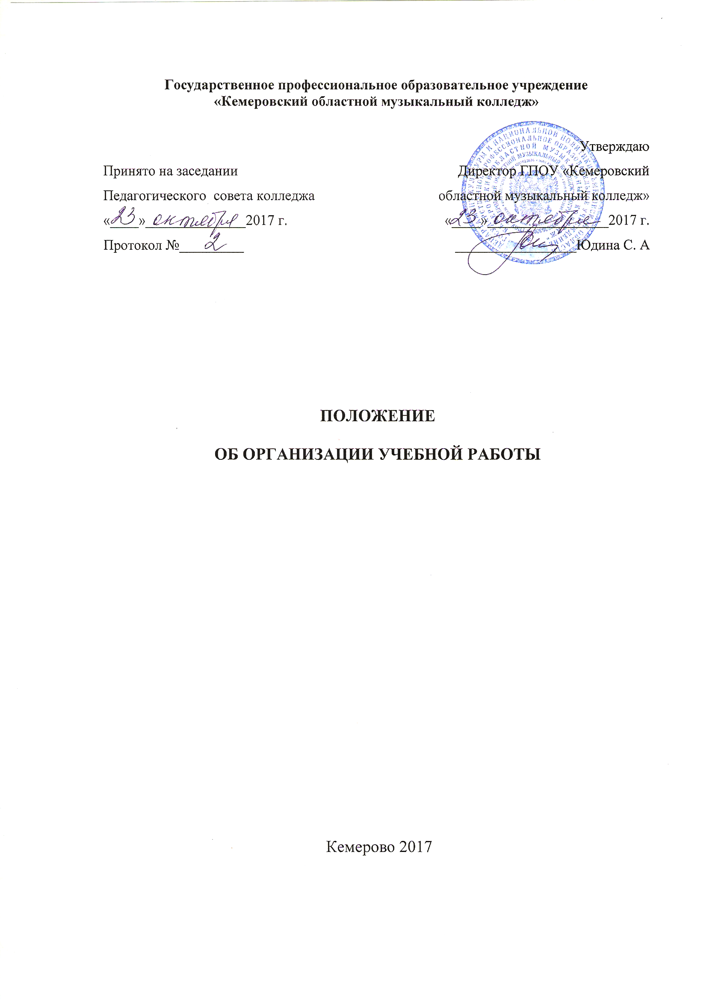 Государственное профессиональное образовательное учреждение
«Кемеровский областной музыкальный колледж»
Утверждаю
Принято на заседании
Директор ГПОУ «Кемеровский
Педагогического совета колледжа
областной музыкальный колледж»
«23» октября 2017 г.
«23» октября 2017 г.
Протокол № 2
Юдина С. А
ПОЛОЖЕНИЕ
ОБ ОРГАНИЗАЦИИ УЧЕБНОЙ РАБОТЫ
Кемерово 2017